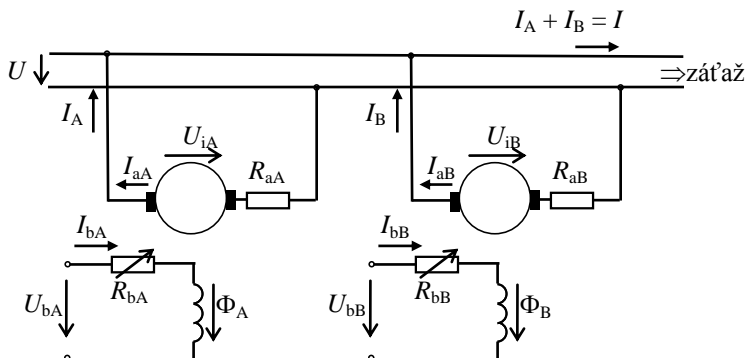 I_A + I_B = I
U
⇒záťaž
I_A
I_B
U_iA
U_iB
I_aA
R_aA
I_aB
R_aB
I_bA
I_bB
R_bA
R_bB
U_bA
Φ_A
U_bB
Φ_B